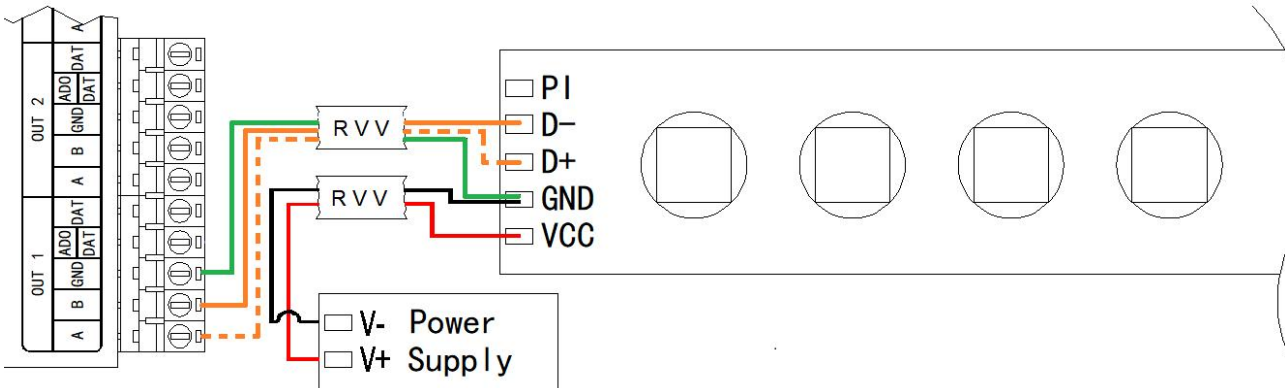 A
DAT
ADO
DAT
GND
B
A
OUT 2
DAT
ADO
DAT
GND
B
A
OUT 1
RVV
RVV
PI
D-
D+
GND
VCC
V- Power
V+ Supply